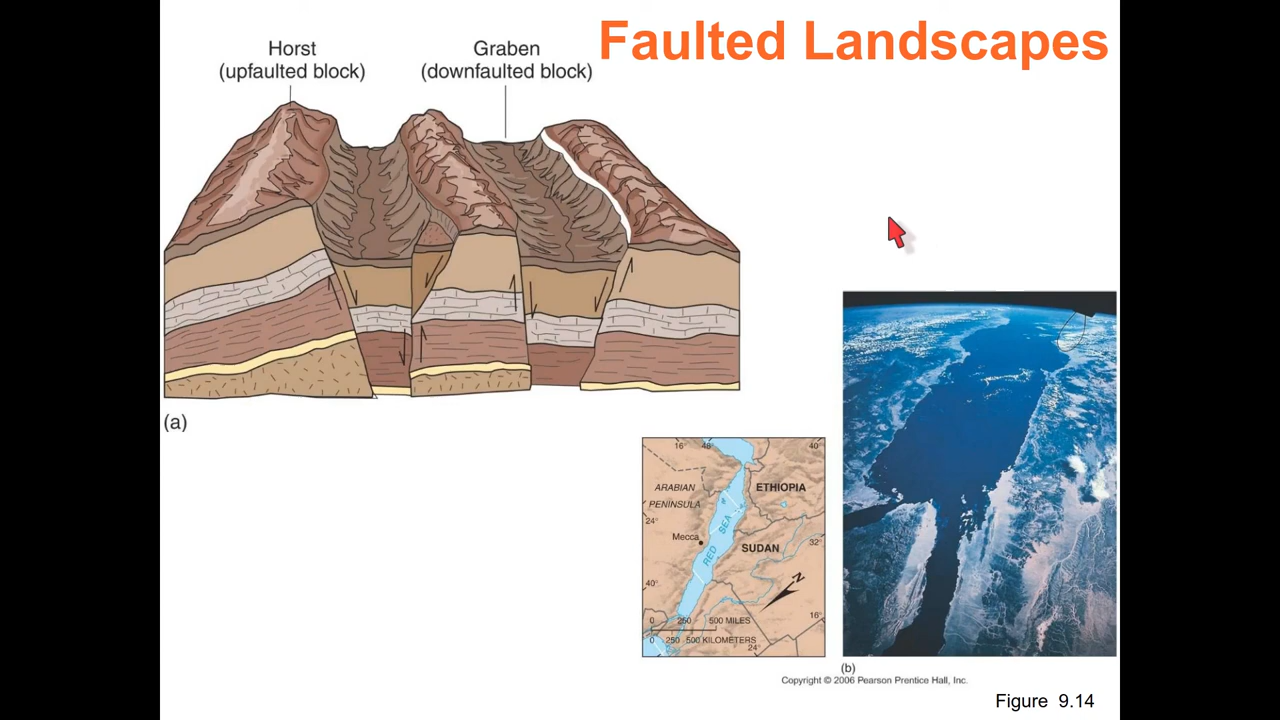 Faulted Landscapes
Horst
(upfaulted block)
Graben
(downfaulted block)
(a)
16° 48° 40°
ARABIAN
PENINSULA
ETHIOPIA
24°
RED SEA
Mecca
SUDAN
32°
40°
N
16°
0 250 500 MILES
0 250 500 KILOMETERS
24°
(b)
Copyright © 2006 Pearson Prentice Hall, Inc.
Figure 9.14